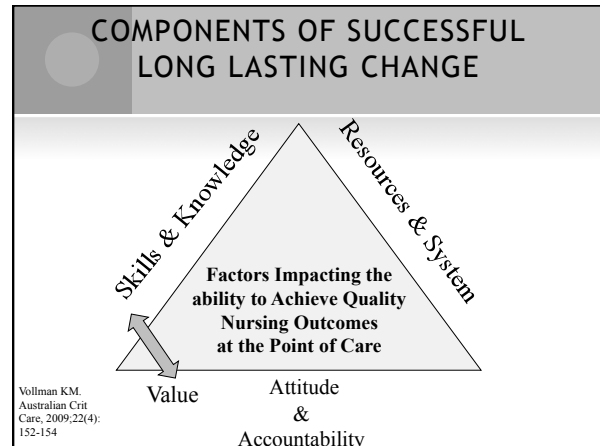 COMPONENTS OF SUCCESSFUL
LONG LASTING CHANGE
Skills & Knowledge
Resources & System
Factors Impacting the
ability to Achieve Quality
Nursing Outcomes
at the Point of Care
Value
Attitude
&
Accountability
Vollman KM.
Australian Crit
Care, 2009;22(4):
152-154